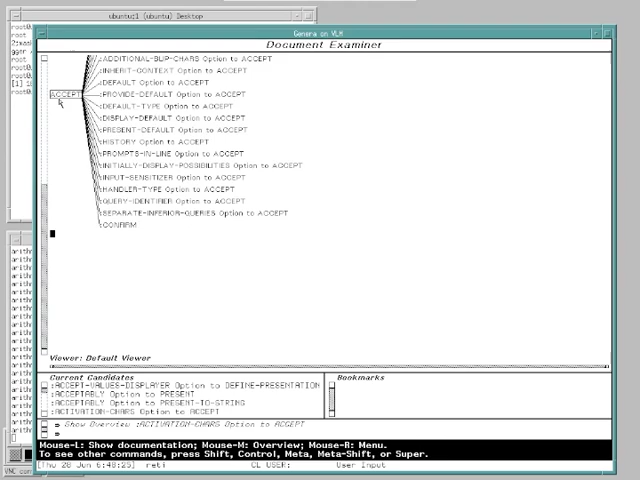 ubuntu:1 (ubuntu) Desktop
Genera on VLM
Document Examiner
:ADDITIONAL-BLIP-CHARS Option to ACCEPT
:INHERIT-CONTEXT Option to ACCEPT
:DEFAULT Option to ACCEPT
ACCEPT :PROVIDE-DEFAULT Option to ACCEPT
:DEFAULT-TYPE Option to ACCEPT
:DISPLAY-DEFAULT Option to ACCEPT
:PRESENT-DEFAULT Option to ACCEPT
:HISTORY Option to ACCEPT
:PROMPTS-IN-LINE Option to ACCEPT
:INITIALLY-DISPLAY-POSSIBILITIES Option to ACCEPT
:INPUT-SENSITIZER Option to ACCEPT
:HANDLER-TYPE Option to ACCEPT
:QUERY-IDENTIFIER Option to ACCEPT
:SEPARATE-INFERIOR-QUERIES Option to ACCEPT
:CONFIRM
Viewer: Default Viewer
Current Candidates
:ACCEPT-VALUES-DISPLAYER Option to DEFINE-PRESENTATION
:ACCEPTABLY Option to PRESENT
:ACCEPTABLY Option to PRESENT-TO-STRING
:ACTIVATION-CHARS Option to ACCEPT
Bookmarks
Show Overview :ACTIVATION-CHARS Option to ACCEPT
Mouse-L: Show documentation; Mouse-M: Overview; Mouse-R: Menu.
To see other commands, press Shift, Control, Meta, Meta-Shift, or Super.
[Thu 28 Jun 6:48:25] reti CL USER: User Input